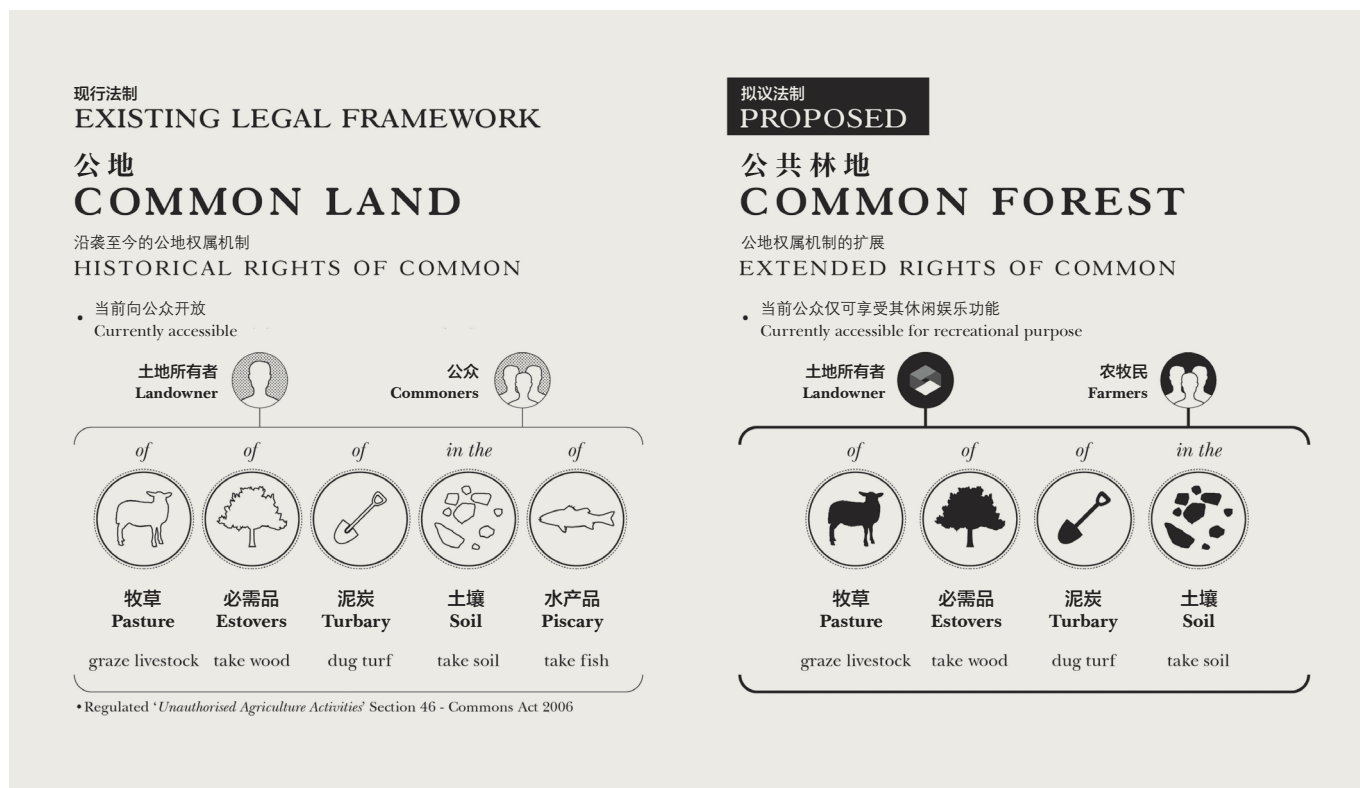 现行法制
EXISTING LEGAL FRAMEWORK
公地
COMMON LAND
沿袭至今的公地权属机制
HISTORICAL RIGHTS OF COMMON
• 当前向公众开放
Currently accessible
土地所有者
Landowner
公众
Commoners
of of of in the of
牧草 必需品 泥炭 土壤 水产品
Pasture Estovers Turbary Soil Piscary
graze livestock take wood dug turf take soil take fish
• Regulated ‘Unauthorised Agriculture Activities’ Section 46 - Commons Act 2006
拟议法制
PROPOSED
公共林地
COMMON FOREST
公地权属机制的扩展
EXTENDED RIGHTS OF COMMON
• 当前公众仅可享受其休闲娱乐功能
Currently accessible for recreational purpose
土地所有者
Landowner
农牧民
Farmers
of of of in the
牧草 必需品 泥炭 土壤
Pasture Estovers Turbary Soil
graze livestock take wood dug turf take soil